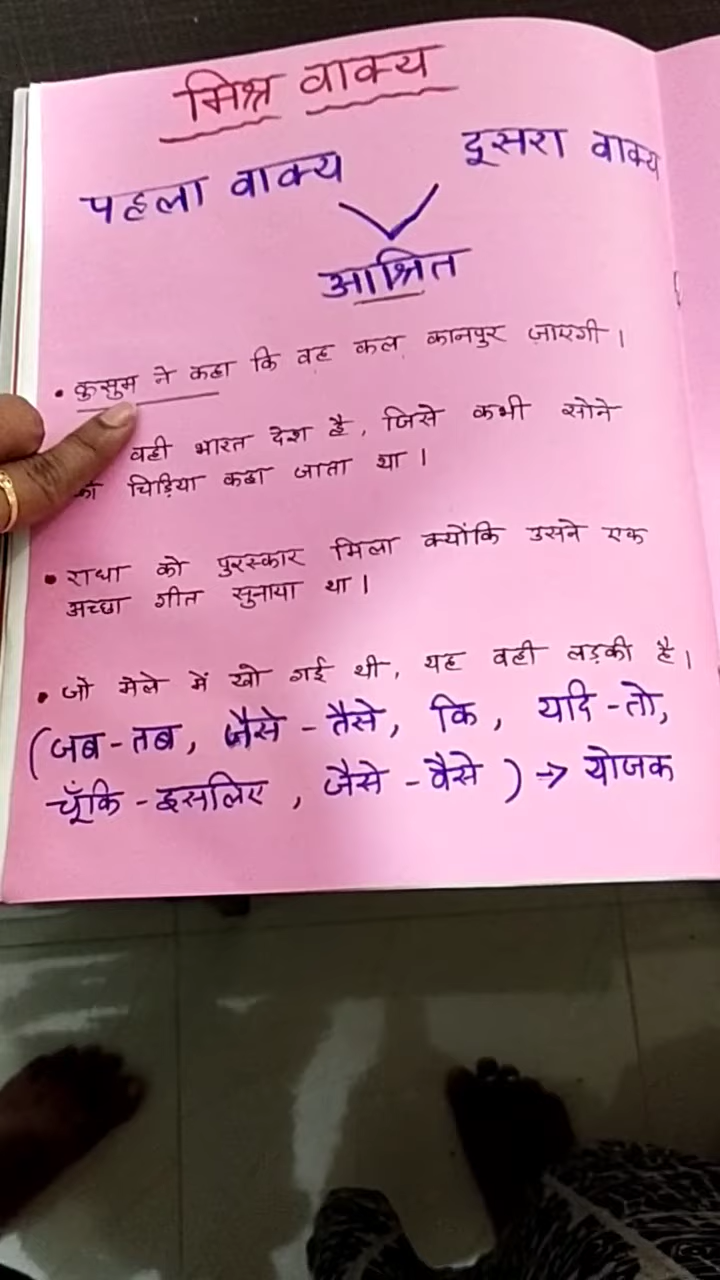 मिश्र वाक्य
पहला वाक्य दूसरा वाक्य
आश्रित
• कुसुम ने कहा कि वह कल कानपुर जाएगी।
वही भारत देश है, जिसे कभी सोने
की चिड़िया कहा जाता था।
• राधा को पुरस्कार मिला क्योंकि उसने एक
अच्छा गीत सुनाया था।
• जो मेले में खो गई थी, यह वही लड़की है।
(जब-तब, जैसे-तैसे, कि, यदि-तो,
चूँकि-इसलिए, जैसे-वैसे) → योजक